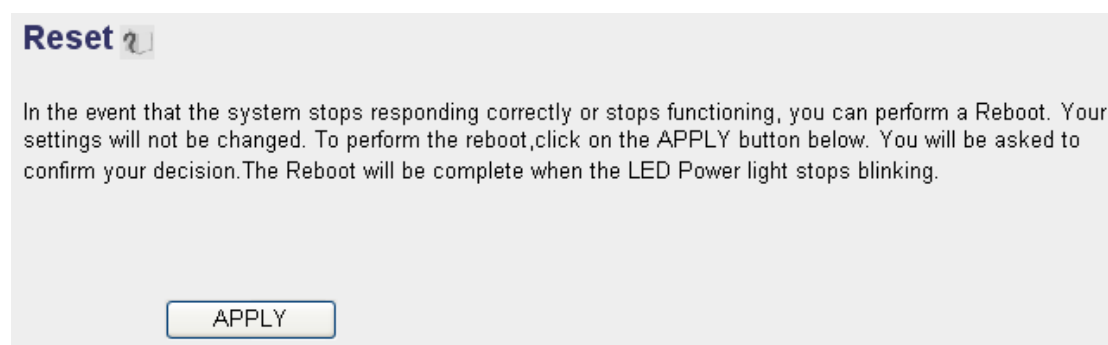 Reset
In the event that the system stops responding correctly or stops functioning, you can perform a Reboot. Your
settings will not be changed. To perform the reboot,click on the APPLY button below. You will be asked to
confirm your decision.The Reboot will be complete when the LED Power light stops blinking.
APPLY